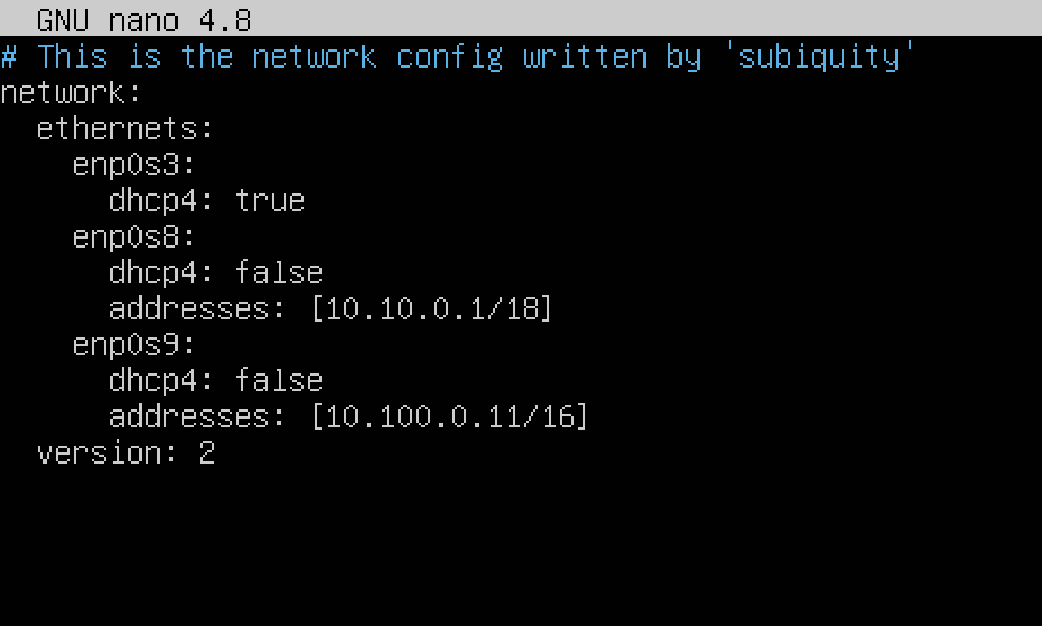 GNU nano 4.8
# This is the network config written by 'subiquity'
network:
  ethernets:
    enp0s3:
      dhcp4: true
    enp0s8:
      dhcp4: false
      addresses: [10.10.0.1/18]
    enp0s9:
      dhcp4: false
      addresses: [10.100.0.11/16]
  version: 2